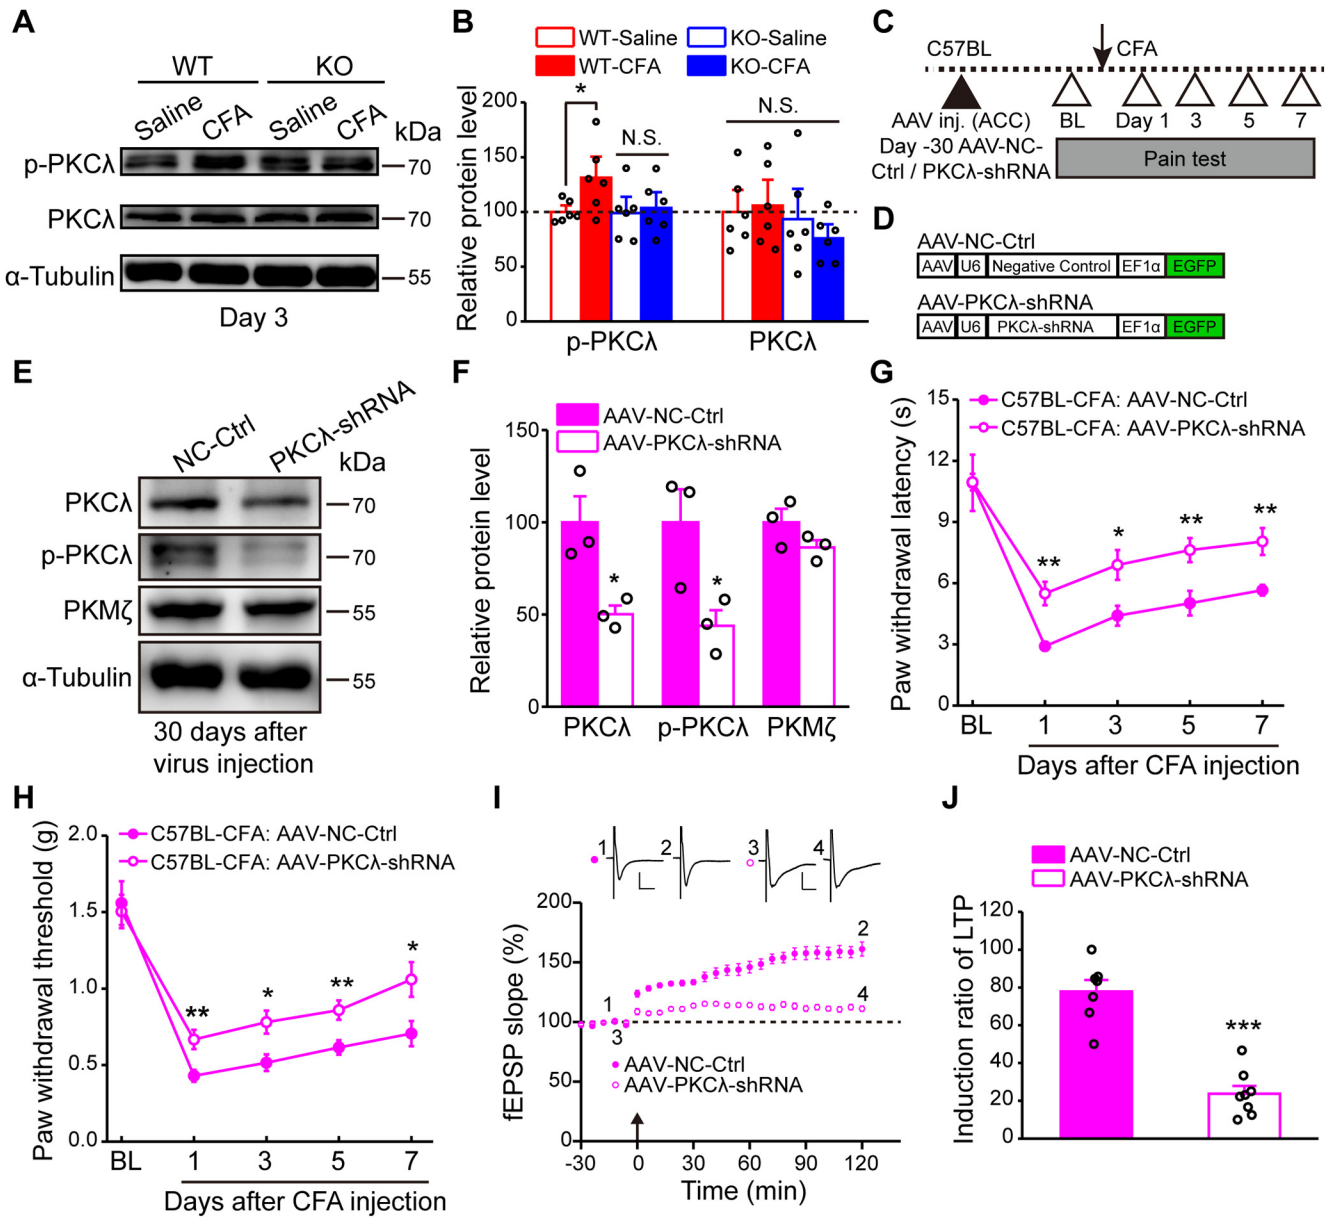 A
WT
KO
Saline
CFA
Saline
CFA
kDa
p-PKCλ
70
PKCλ
70
α-Tubulin
55
Day 3
B
WT-Saline
KO-Saline
WT-CFA
KO-CFA
Relative protein level
200
150
100
50
0
*
N.S.
N.S.
p-PKCλ
PKCλ
C
C57BL
CFA
AAV inj. (ACC)
BL
Day 1
3
5
7
Day -30 AAV-NC-
Ctrl / PKCλ-shRNA
Pain test
D
AAV-NC-Ctrl
AAV
U6
Negative Control
EF1α
EGFP
AAV-PKCλ-shRNA
AAV
U6
PKCλ-shRNA
EF1α
EGFP
E
NC-Ctrl
PKCλ-shRNA
kDa
PKCλ
70
p-PKCλ
70
PKMζ
55
α-Tubulin
55
30 days after
virus injection
F
AAV-NC-Ctrl
AAV-PKCλ-shRNA
Relative protein level
150
100
50
0
*
*
PKCλ
p-PKCλ
PKMζ
G
C57BL-CFA: AAV-NC-Ctrl
C57BL-CFA: AAV-PKCλ-shRNA
Paw withdrawal latency (s)
15
12
9
6
3
0
**
*
**
**
BL
1
3
5
7
Days after CFA injection
H
C57BL-CFA: AAV-NC-Ctrl
C57BL-CFA: AAV-PKCλ-shRNA
Paw withdrawal threshold (g)
2.0
1.5
1.0
0.5
0.0
**
*
**
*
BL
1
3
5
7
Days after CFA injection
I
1
2
3
4
fEPSP slope (%)
200
150
100
50
0
1
3
2
4
AAV-NC-Ctrl
AAV-PKCλ-shRNA
-30
0
30
60
90
120
Time (min)
J
AAV-NC-Ctrl
AAV-PKCλ-shRNA
Induction ratio of LTP
120
100
80
60
40
20
0
***